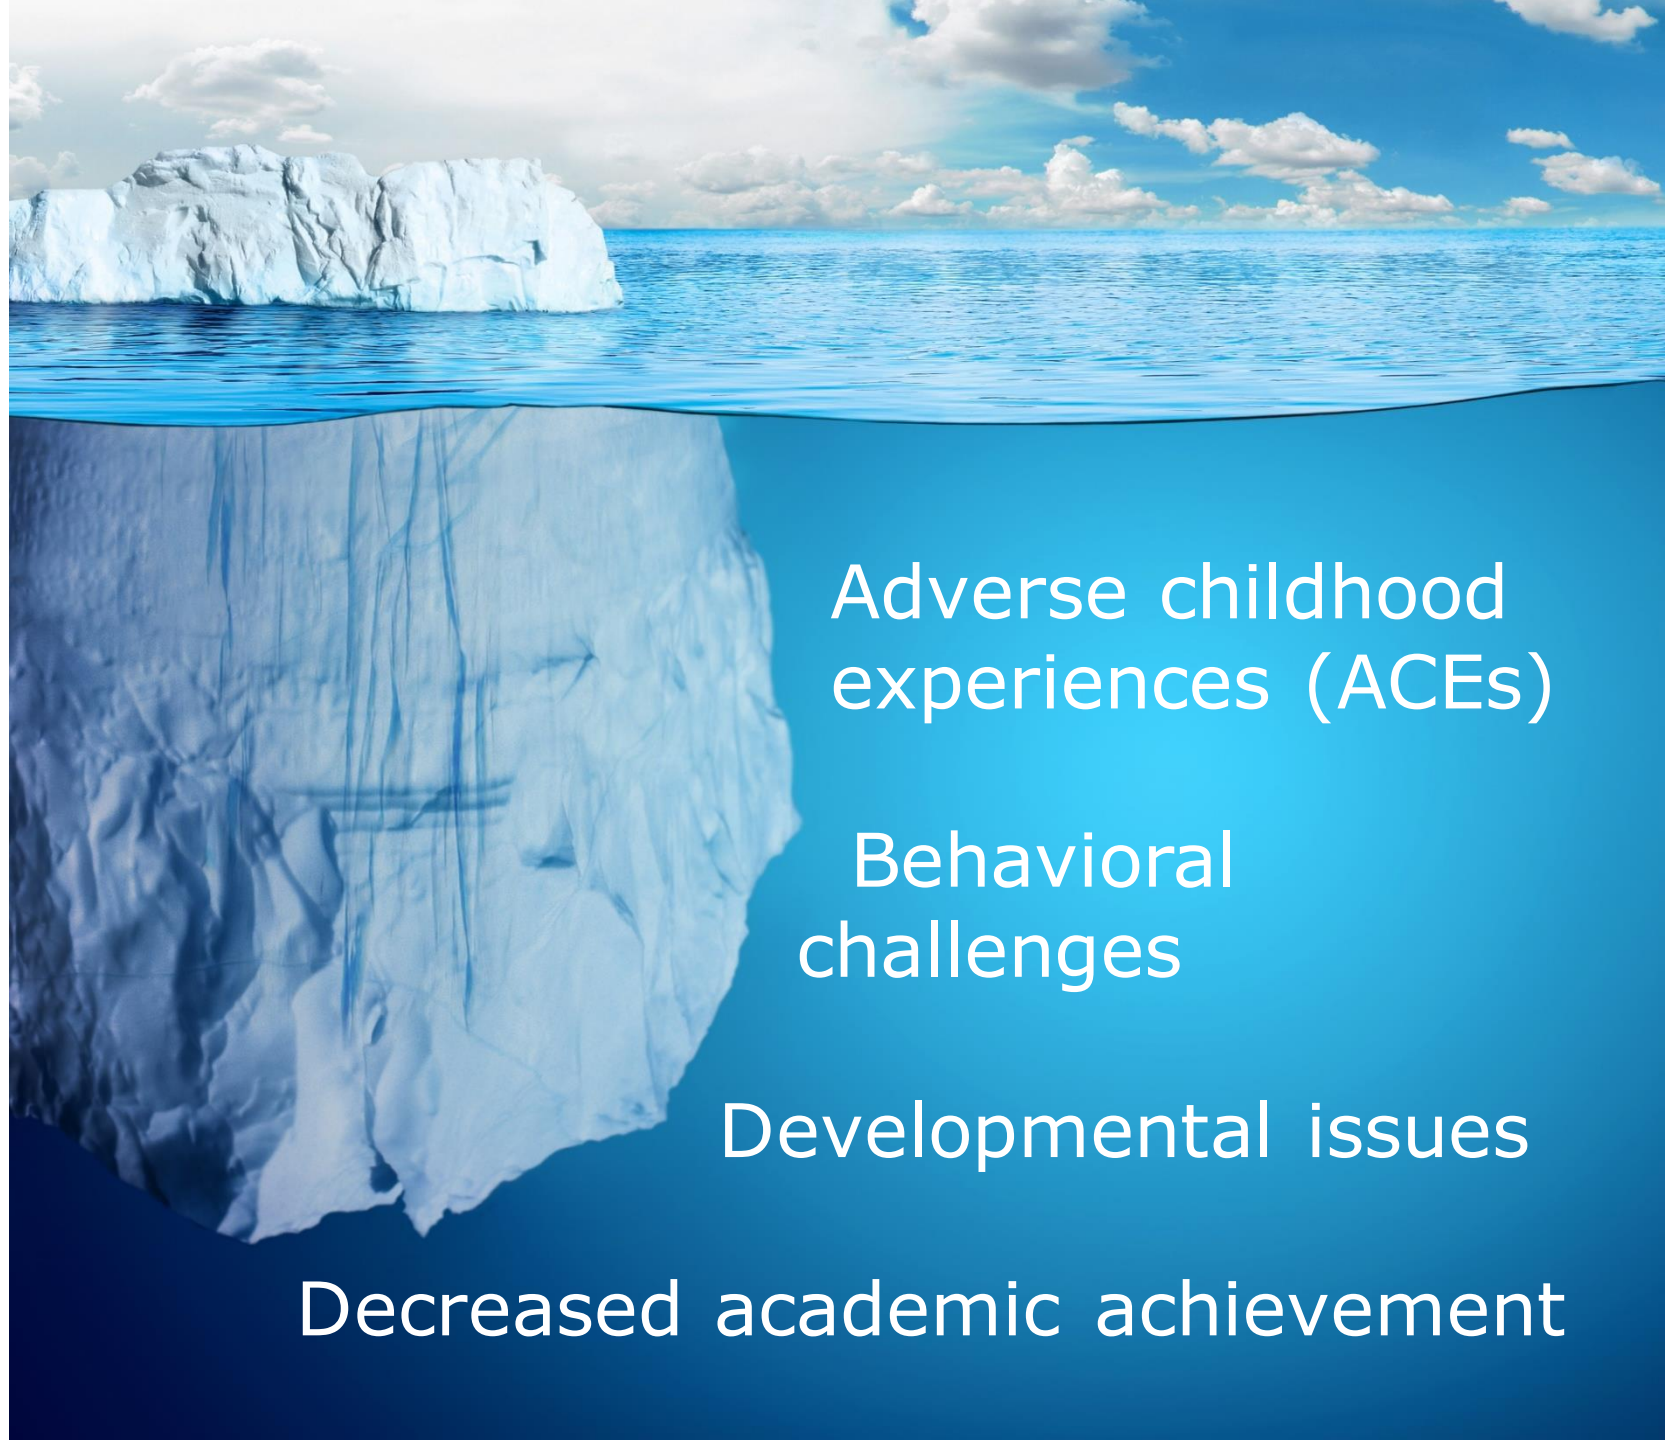 Adverse childhood
experiences (ACEs)
Behavioral
challenges
Developmental issues
Decreased academic achievement